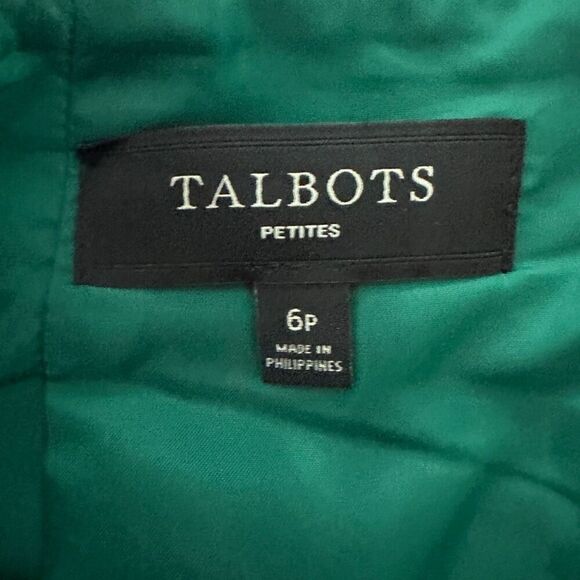 TALBOTS
PETITES
6P
MADE IN
PHILIPPINES